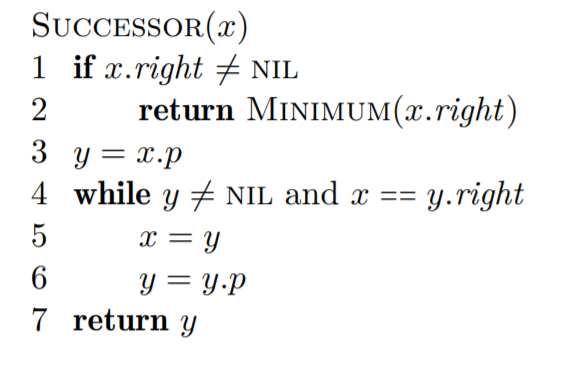 SUCCESSOR(x)
1 if x.right ≠ NIL
2 return MINIMUM(x.right)
3 y = x.p
4 while y ≠ NIL and x == y.right
5 x = y
6 y = y.p
7 return y